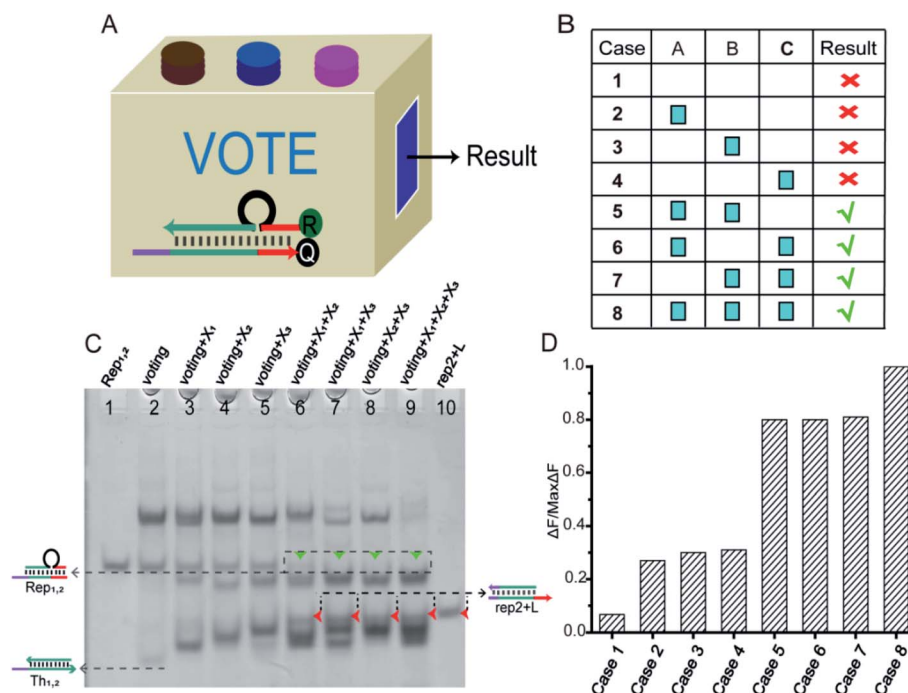 A
VOTE
R
Q
Result
B
Case A B C Result
1
2
3
4
5
6
7
8
C
Rep₁,₂
voting
voting+X₁
voting+X₂
voting+X₃
voting+X₁+X₂
voting+X₁+X₃
voting+X₂+X₃
voting+X₁+X₂+X₃
rep2+L
1 2 3 4 5 6 7 8 9 10
Rep₁,₂
rep2+L
Th₁,₂
D
ΔF/MaxΔF
1.0
0.8
0.6
0.4
0.2
0.0
Case 1
Case 2
Case 3
Case 4
Case 5
Case 6
Case 7
Case 8